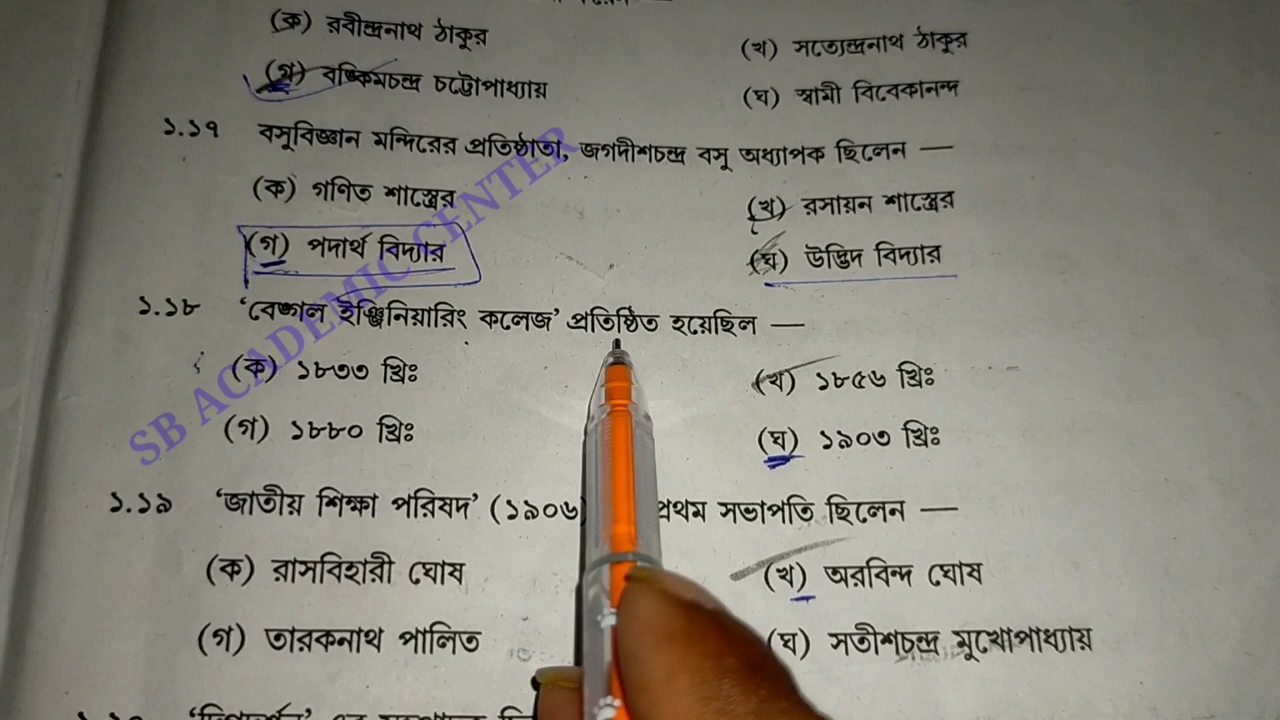 (ক) রবীন্দ্রনাথ ঠাকুর (খ) সত্যেন্দ্রনাথ ঠাকুর
(গ) বঙ্কিমচন্দ্র চট্টোপাধ্যায় (ঘ) স্বামী বিবেকানন্দ
১.১৭ বসুবিজ্ঞান মন্দিরের প্রতিষ্ঠাতা, জগদীশচন্দ্র বসু অধ্যাপক ছিলেন —
(ক) গণিত শাস্ত্রের (খ) রসায়ন শাস্ত্রের
(গ) পদার্থ বিদ্যার (ঘ) উদ্ভিদ বিদ্যার
১.১৮ ‘বেঙ্গল ইঞ্জিনিয়ারিং কলেজ’ প্রতিষ্ঠিত হয়েছিল —
(ক) ১৮৩৩ খ্রিঃ (খ) ১৮৫৬ খ্রিঃ
(গ) ১৮৮০ খ্রিঃ (ঘ) ১৯০৩ খ্রিঃ
১.১৯ ‘জাতীয় শিক্ষা পরিষদ’ (১৯০৬ প্রথম সভাপতি ছিলেন —
(ক) রাসবিহারী ঘোষ (খ) অরবিন্দ ঘোষ
(গ) তারকনাথ পালিত (ঘ) সতীশচন্দ্র মুখোপাধ্যায়
SB ACADEMIC CENTER